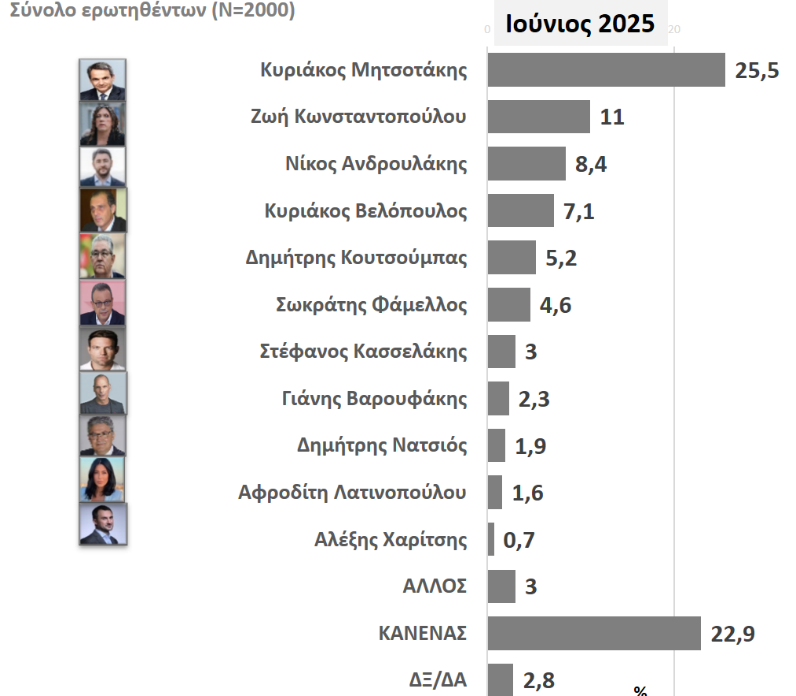 Σύνολο ερωτηθέντων (N=2000)
Ιούνιος 2025
0 20
Κυριάκος Μητσοτάκης 25,5
Ζωή Κωνσταντοπούλου 11
Νίκος Ανδρουλάκης 8,4
Κυριάκος Βελόπουλος 7,1
Δημήτρης Κουτσούμπας 5,2
Σωκράτης Φάμελλος 4,6
Στέφανος Κασσελάκης 3
Γιάνης Βαρουφάκης 2,3
Δημήτρης Νατσιός 1,9
Αφροδίτη Λατινοπούλου 1,6
Αλέξης Χαρίτσης 0,7
ΑΛΛΟΣ 3
ΚΑΝΕΝΑΣ 22,9
ΔΞ/ΔΑ 2,8
%